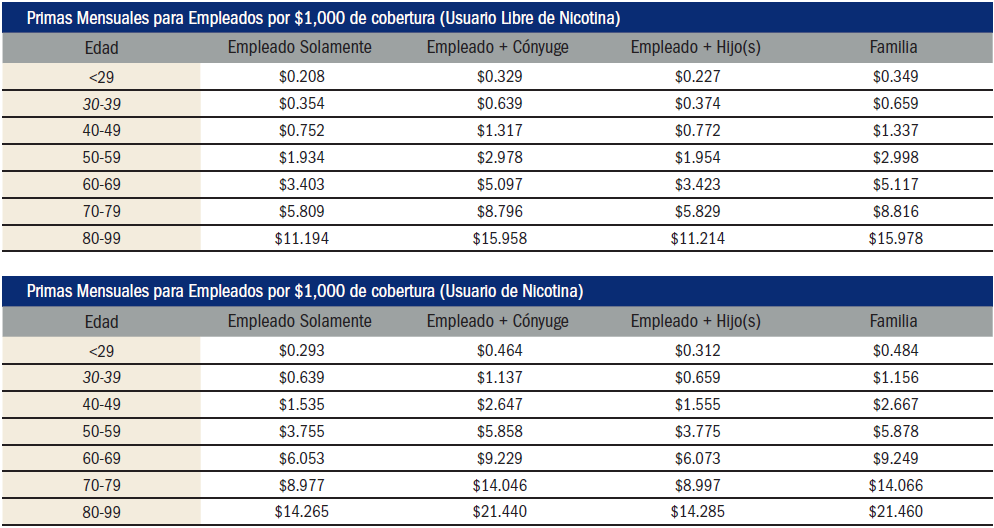 Primas Mensuales para Empleados por $1,000 de cobertura (Usuario Libre de Nicotina)
Edad Empleado Solamente Empleado + Cónyuge Empleado + Hijo(s) Familia
<29 $0.208 $0.329 $0.227 $0.349
30-39 $0.354 $0.639 $0.374 $0.659
40-49 $0.752 $1.317 $0.772 $1.337
50-59 $1.934 $2.978 $1.954 $2.998
60-69 $3.403 $5.097 $3.423 $5.117
70-79 $5.809 $8.796 $5.829 $8.816
80-99 $11.194 $15.958 $11.214 $15.978
Primas Mensuales para Empleados por $1,000 de cobertura (Usuario de Nicotina)
Edad Empleado Solamente Empleado + Cónyuge Empleado + Hijo(s) Familia
<29 $0.293 $0.464 $0.312 $0.484
30-39 $0.639 $1.137 $0.659 $1.156
40-49 $1.535 $2.647 $1.555 $2.667
50-59 $3.755 $5.858 $3.775 $5.878
60-69 $6.053 $9.229 $6.073 $9.249
70-79 $8.977 $14.046 $8.997 $14.066
80-99 $14.265 $21.440 $14.285 $21.460